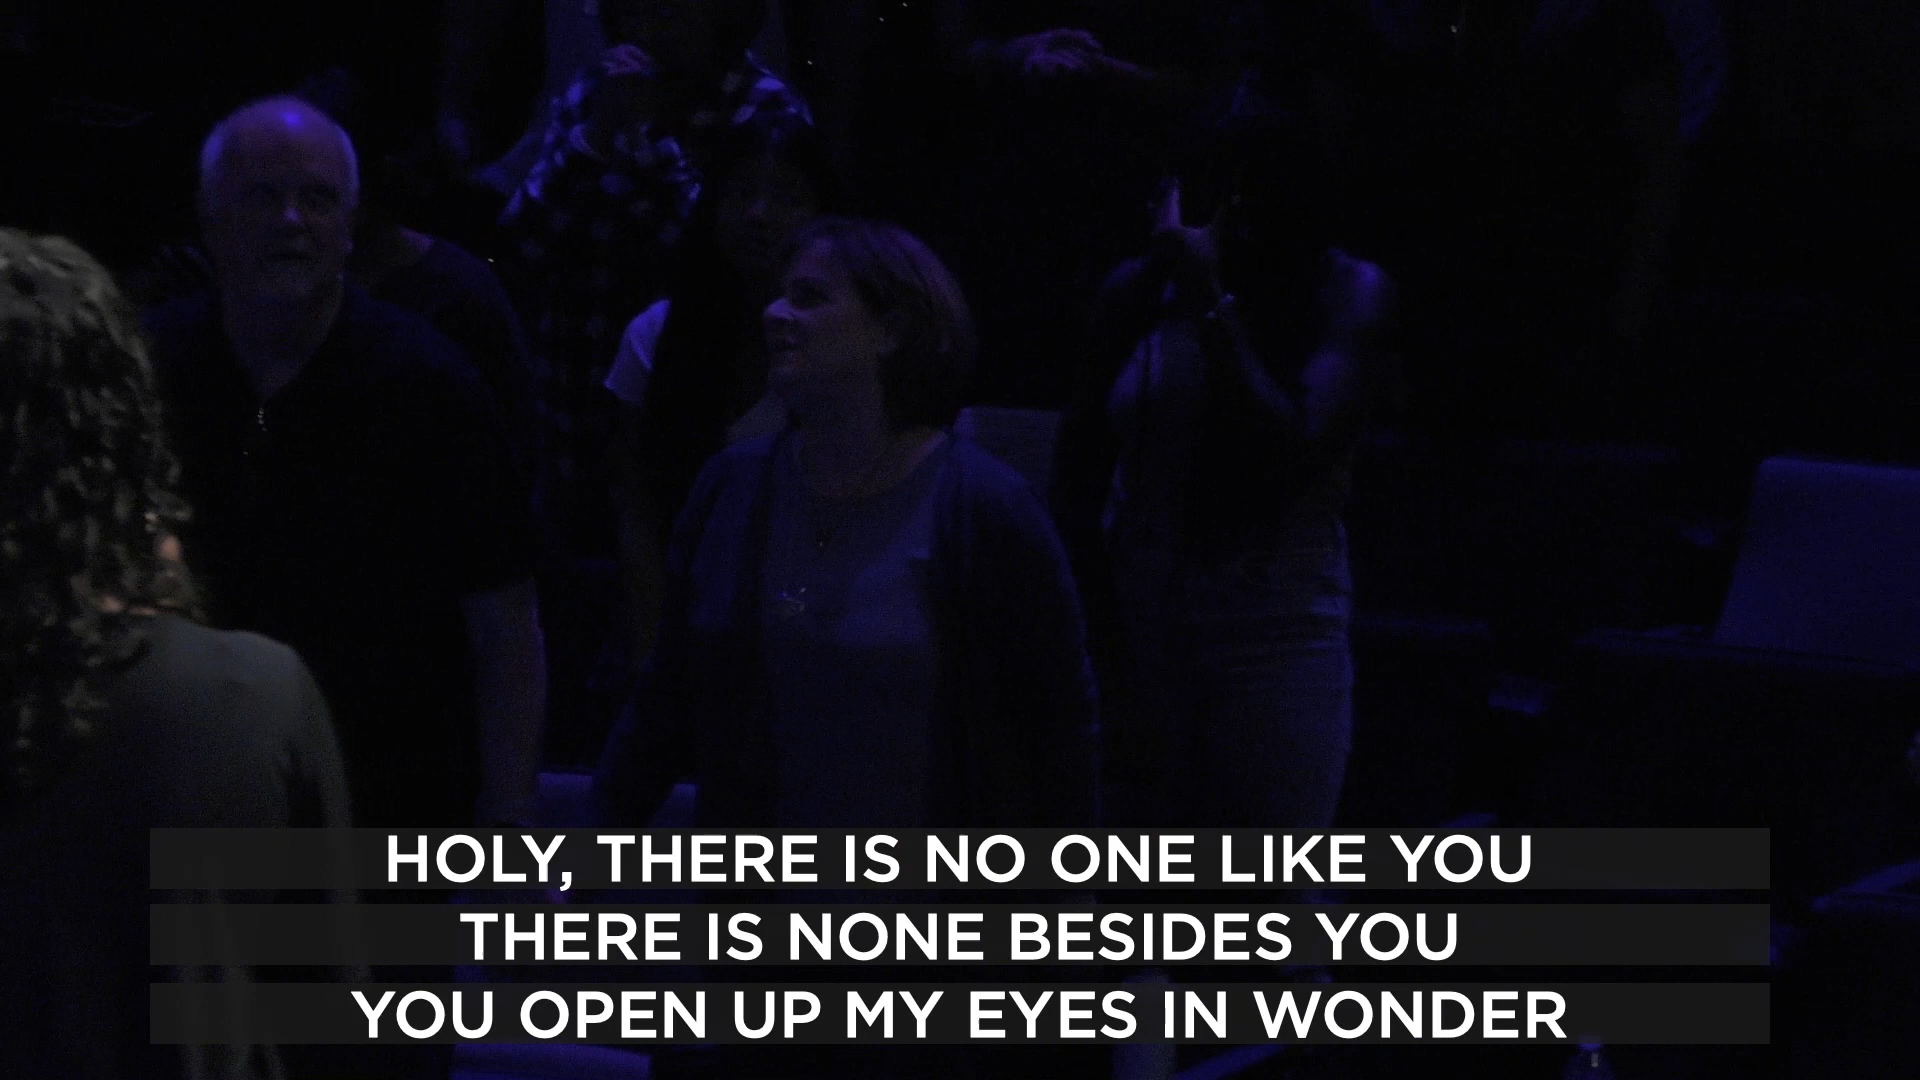 HOLY, THERE IS NO ONE LIKE YOU
THERE IS NONE BESIDES YOU
YOU OPEN UP MY EYES IN WONDER